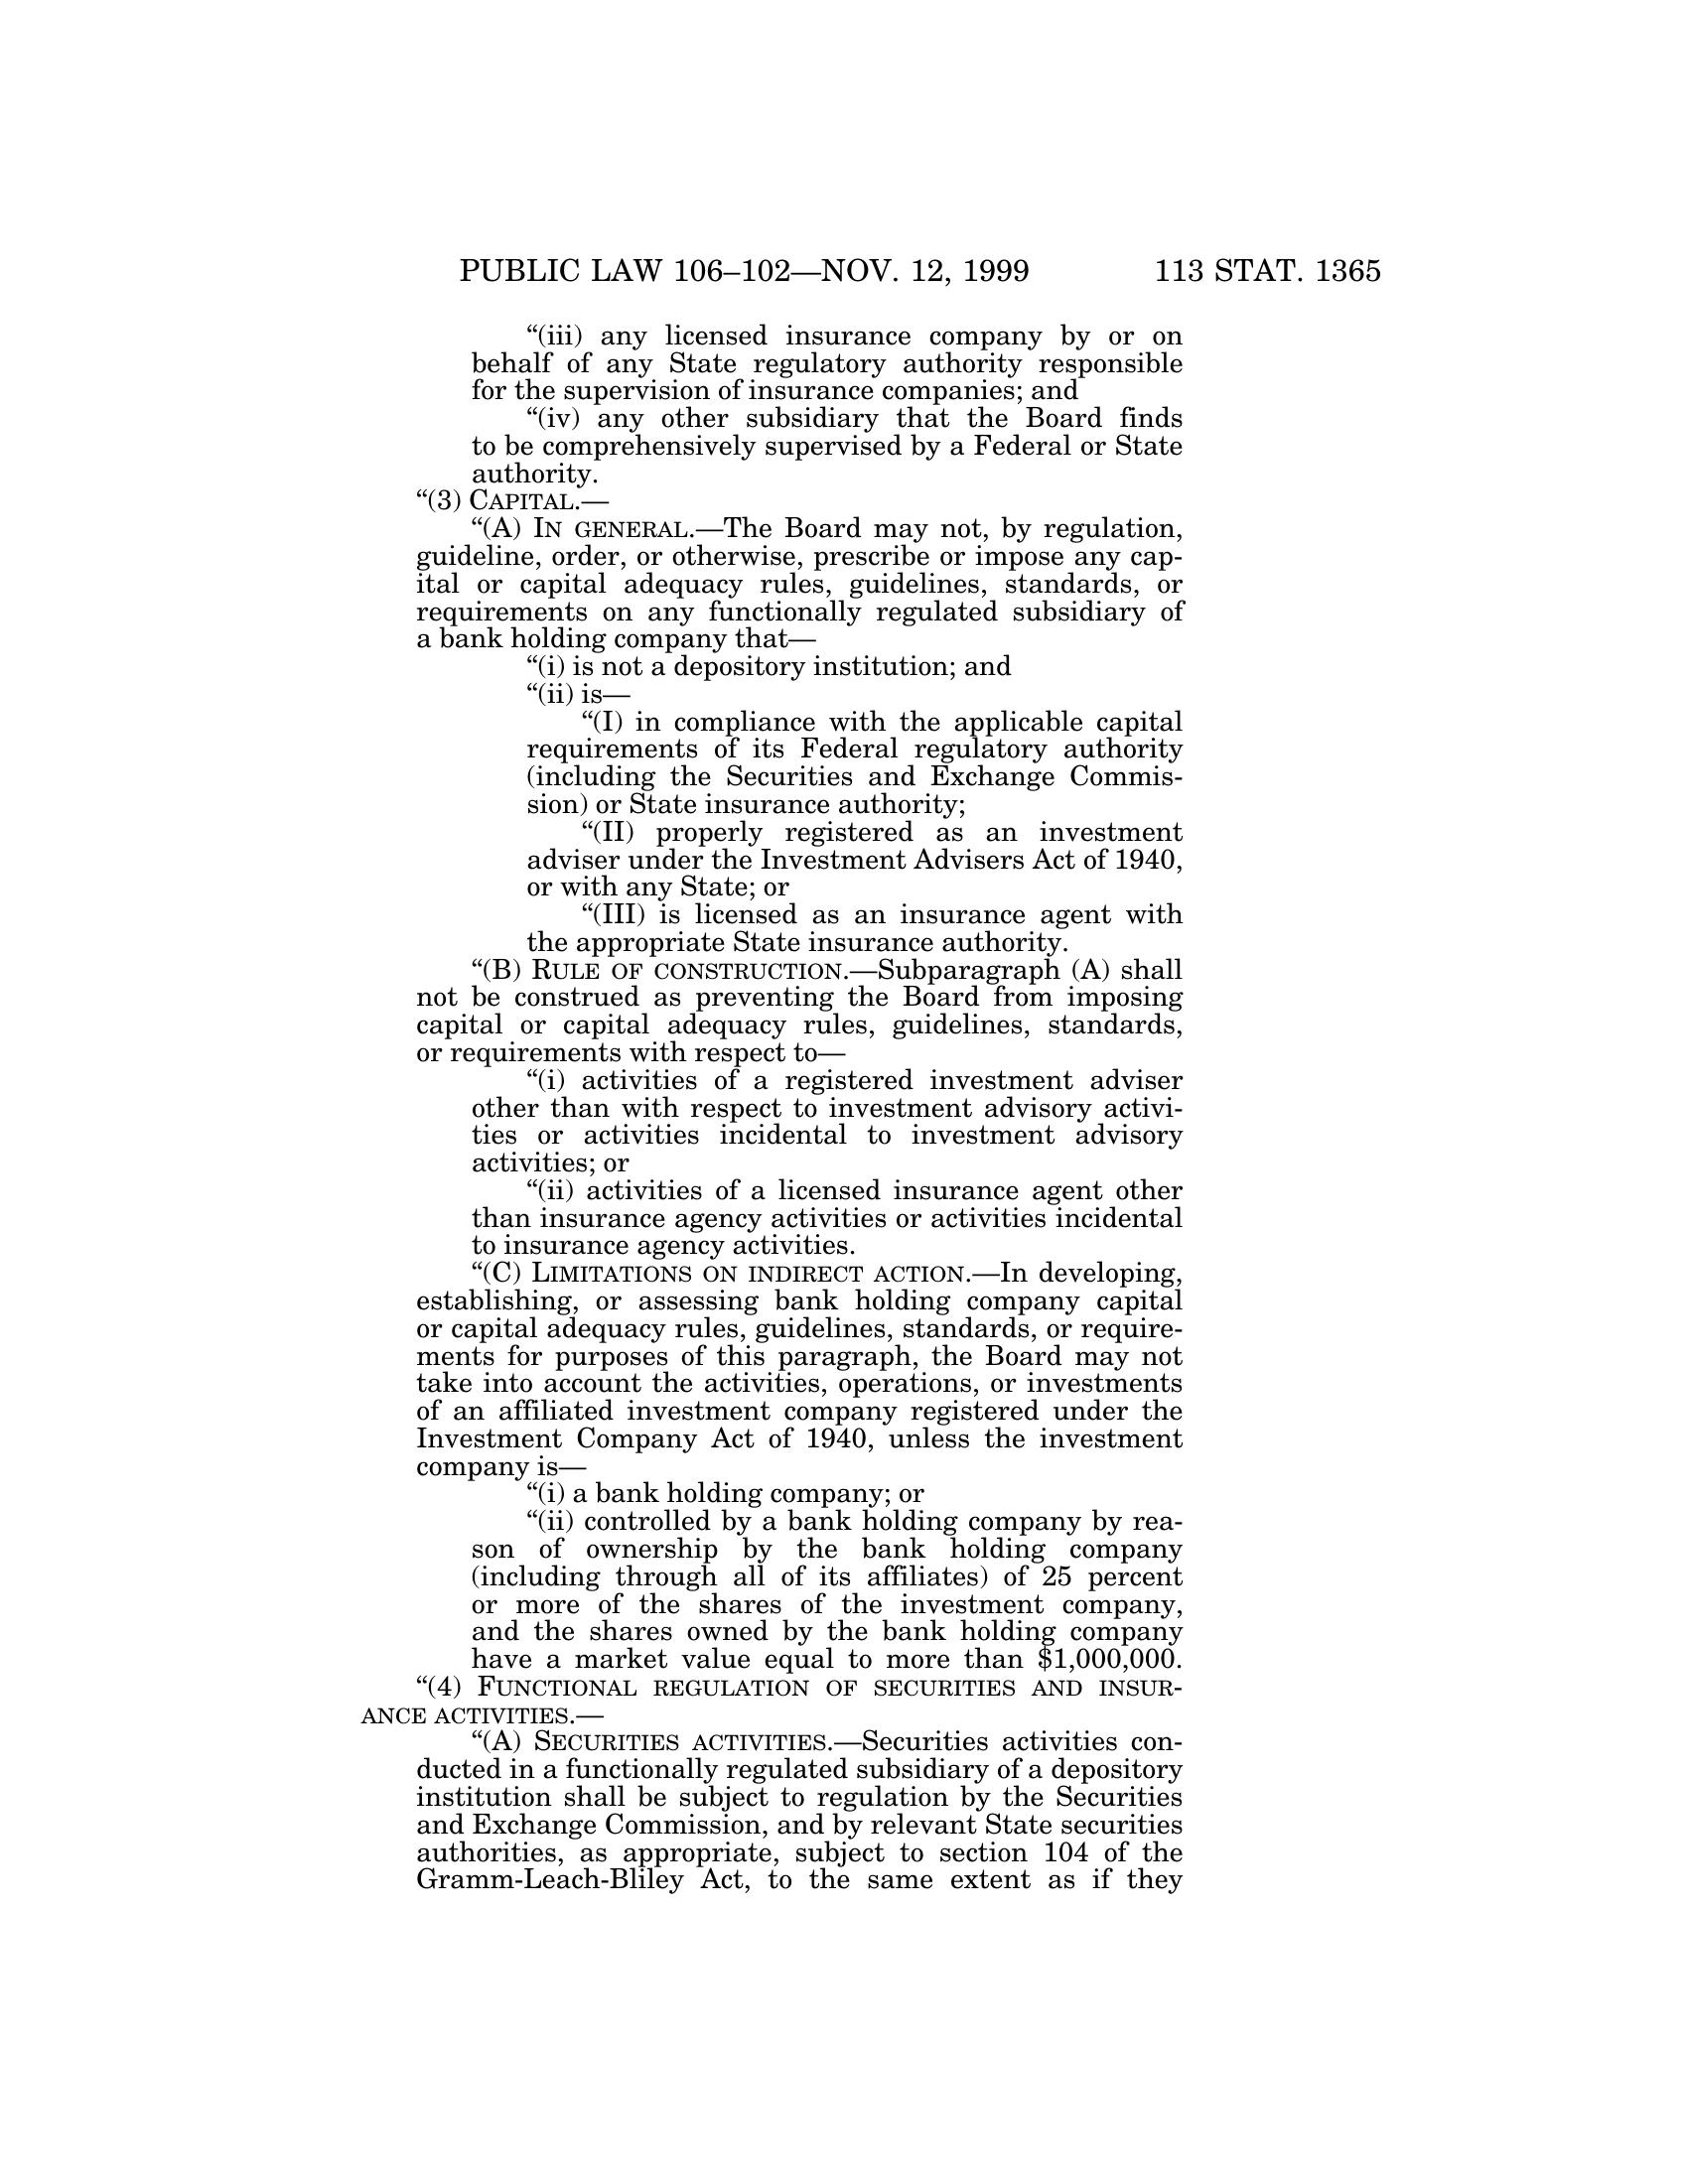 PUBLIC LAW 106–102—NOV. 12, 1999 113 STAT. 1365
“(iii) any licensed insurance company by or on
behalf of any State regulatory authority responsible
for the supervision of insurance companies; and
“(iv) any other subsidiary that the Board finds
to be comprehensively supervised by a Federal or State
authority.
“(3) CAPITAL.—
“(A) IN GENERAL.—The Board may not, by regulation,
guideline, order, or otherwise, prescribe or impose any cap-
ital or capital adequacy rules, guidelines, standards, or
requirements on any functionally regulated subsidiary of
a bank holding company that—
“(i) is not a depository institution; and
“(ii) is—
“(I) in compliance with the applicable capital
requirements of its Federal regulatory authority
(including the Securities and Exchange Commis-
sion) or State insurance authority;
“(II) properly registered as an investment
adviser under the Investment Advisers Act of 1940,
or with any State; or
“(III) is licensed as an insurance agent with
the appropriate State insurance authority.
“(B) RULE OF CONSTRUCTION.—Subparagraph (A) shall
not be construed as preventing the Board from imposing
capital or capital adequacy rules, guidelines, standards,
or requirements with respect to—
“(i) activities of a registered investment adviser
other than with respect to investment advisory activi-
ties or activities incidental to investment advisory
activities; or
“(ii) activities of a licensed insurance agent other
than insurance agency activities or activities incidental
to insurance agency activities.
“(C) LIMITATIONS ON INDIRECT ACTION.—In developing,
establishing, or assessing bank holding company capital
or capital adequacy rules, guidelines, standards, or require-
ments for purposes of this paragraph, the Board may not
take into account the activities, operations, or investments
of an affiliated investment company registered under the
Investment Company Act of 1940, unless the investment
company is—
“(i) a bank holding company; or
“(ii) controlled by a bank holding company by rea-
son of ownership by the bank holding company
(including through all of its affiliates) of 25 percent
or more of the shares of the investment company,
and the shares owned by the bank holding company
have a market value equal to more than $1,000,000.
“(4) FUNCTIONAL REGULATION OF SECURITIES AND INSUR-
ANCE ACTIVITIES.—
“(A) SECURITIES ACTIVITIES.—Securities activities con-
ducted in a functionally regulated subsidiary of a depository
institution shall be subject to regulation by the Securities
and Exchange Commission, and by relevant State securities
authorities, as appropriate, subject to section 104 of the
Gramm-Leach-Bliley Act, to the same extent as if they